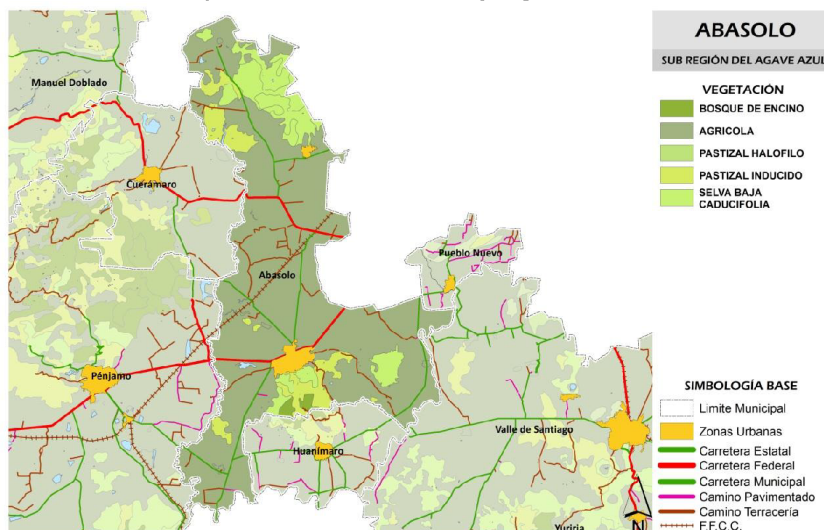 ABASOLO
SUB REGIÓN DEL AGAVE AZUL
VEGETACIÓN
BOSQUE DE ENCINO
AGRICOLA
PASTIZAL HALOFILO
PASTIZAL INDUCIDO
SELVA BAJA
CADUCIFOLIA
Manuel Doblado
Cuerámaro
Abasolo
Pueblo Nuevo
Pénjamo
Huanímaro
Valle de Santiago
Yuriria
SIMBOLOGÍA BASE
Limite Municipal
Zonas Urbanas
Carretera Estatal
Carretera Federal
Carretera Municipal
Camino Pavimentado
Camino Terracería
F.F.C.C.
N